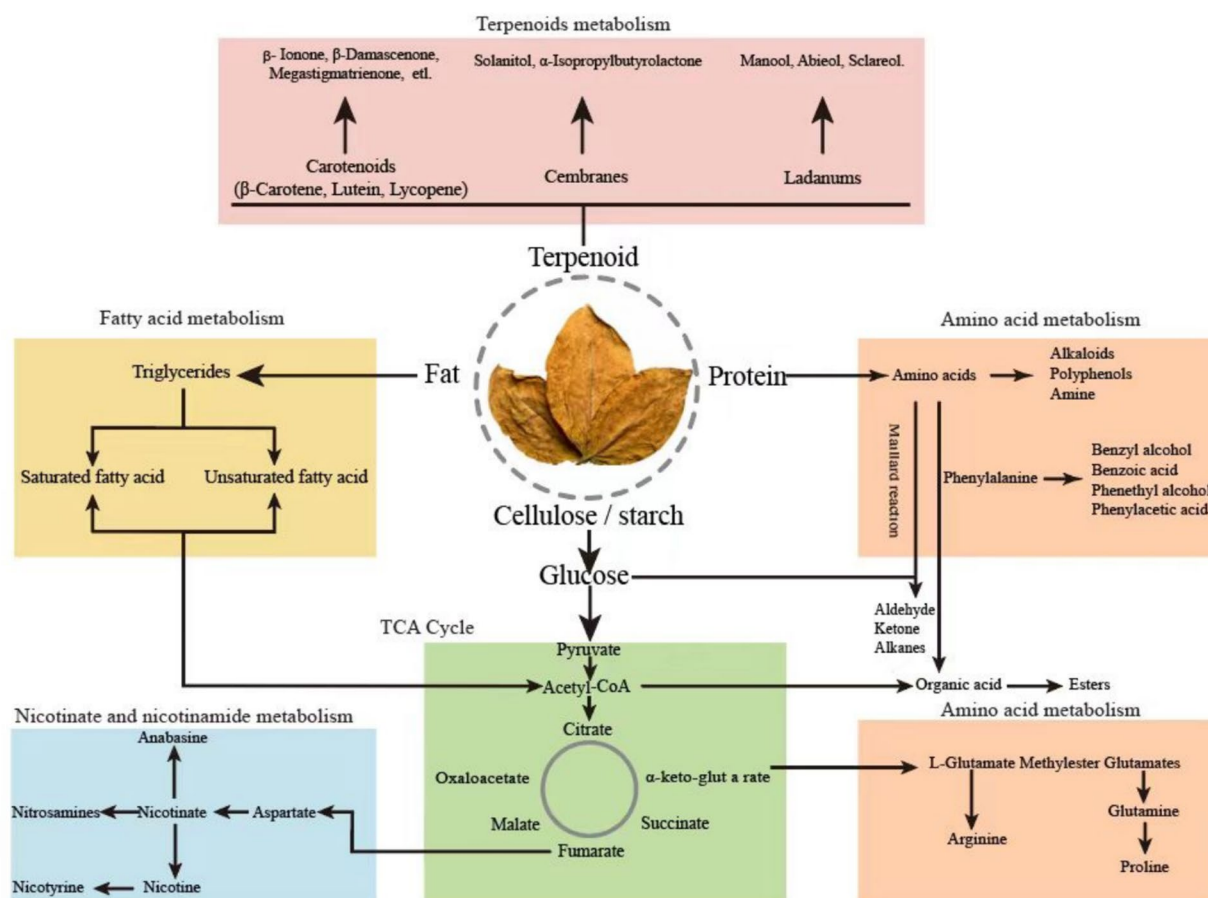 Terpenoids metabolism
β- Ionone, β-Damascenone,
Megastigmatrienone, etl.
Solanitol, α-Isopropylbutyrolactone
Manool, Abieol, Sclareol.
Carotenoids
(β-Carotene, Lutein, Lycopene)
Cembranes
Ladanums
Terpenoid
Fatty acid metabolism
Triglycerides
Saturated fatty acid
Unsaturated fatty acid
Fat
Protein
Amino acid metabolism
Amino acids
Alkaloids
Polyphenols
Amine
Maillard reaction
Phenylalanine
Benzyl alcohol
Benzoic acid
Phenethyl alcohol
Phenylacetic acid
Cellulose / starch
Glucose
Aldehyde
Ketone
Alkanes
TCA Cycle
Pyruvate
Acetyl-CoA
Organic acid
Esters
Citrate
Oxaloacetate
α-keto-glut a rate
Malate
Succinate
Fumarate
Nicotinate and nicotinamide metabolism
Anabasine
Nitrosamines
Nicotinate
Aspartate
Nicotyrine
Nicotine
Amino acid metabolism
L-Glutamate Methylester Glutamates
Glutamine
Arginine
Proline